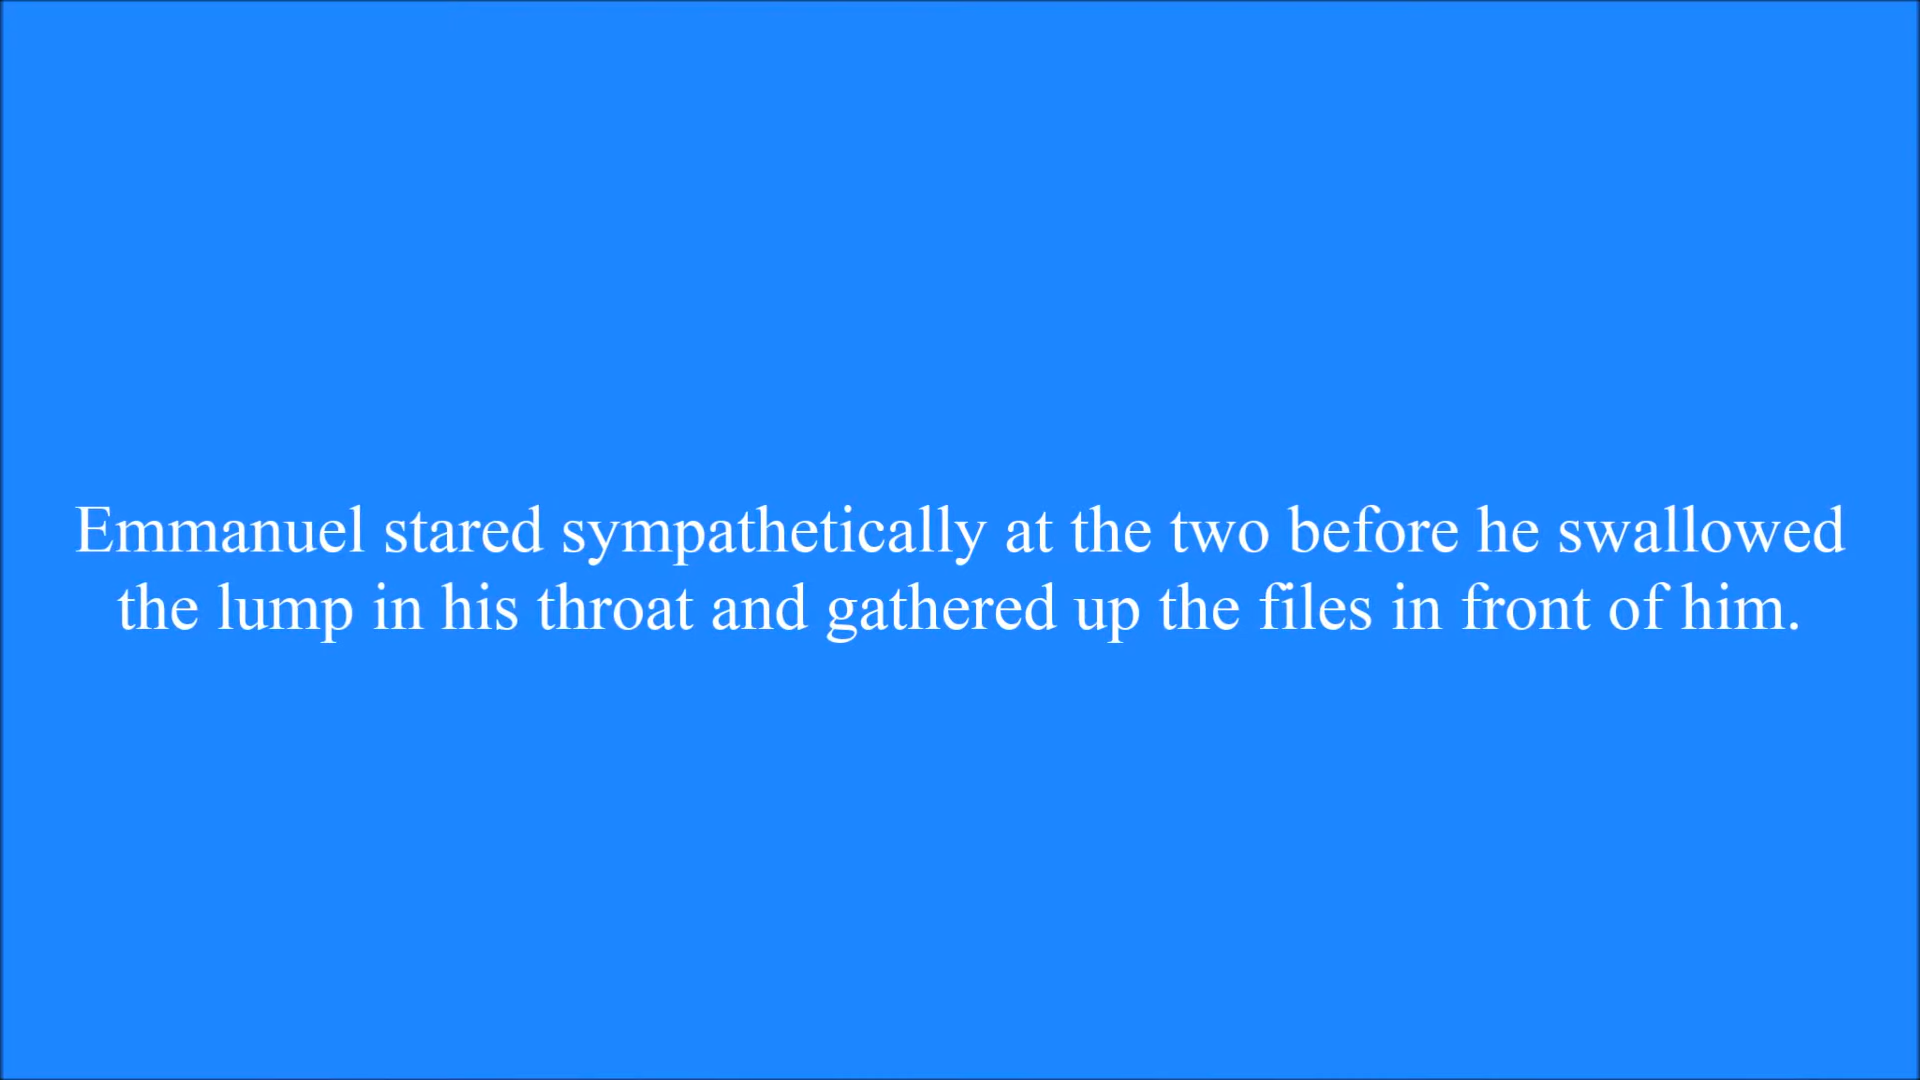 Emmanuel stared sympathetically at the two before he swallowed
the lump in his throat and gathered up the files in front of him.